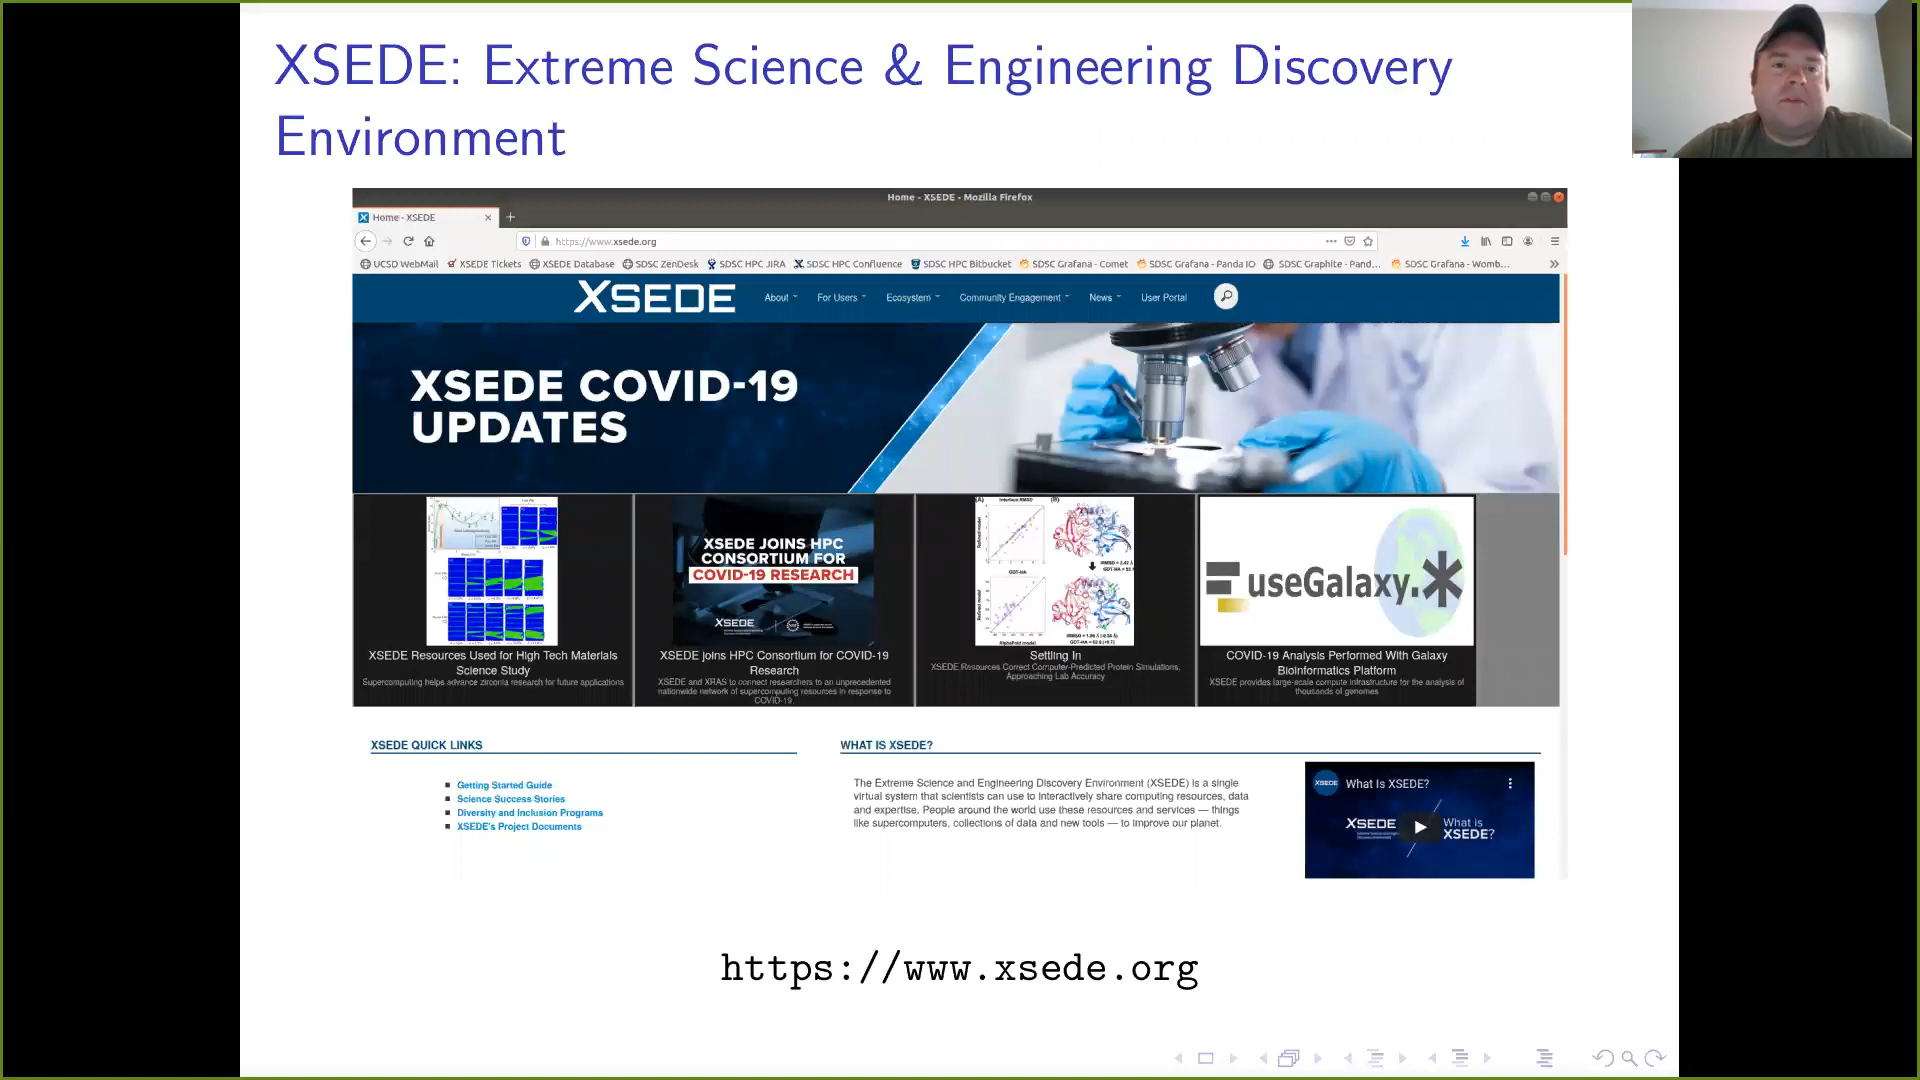 XSEDE: Extreme Science & Engineering Discovery
Environment
Home - XSEDE - Mozilla Firefox
Home - XSEDE
https://www.xsede.org
UCSD WebMail XSEDE Tickets XSEDE Database SDSC ZenDesk SDSC HPC JIRA SDSC HPC Confluence SDSC HPC Bitbucket SDSC Grafana - Comet SDSC Grafana - Panda IO SDSC Graphite - Pand... SDSC Grafana - Womb...
XSEDE About For Users Ecosystem Community Engagement News User Portal
XSEDE COVID-19
UPDATES
XSEDE JOINS HPC
CONSORTIUM FOR
COVID-19 RESEARCH
XSEDE
(A) Interface RMSD (B)
GDT-HA
AlphaFold model
useGalaxy.*
XSEDE Resources Used for High Tech Materials
Science Study
Supercomputing helps advance zirconia research for future applications
XSEDE joins HPC Consortium for COVID-19
Research
XSEDE and XRAS to connect researchers to an unprecedented
nationwide network of supercomputing resources in response to
COVID-19.
Settling In
XSEDE Resources Correct Computer-Predicted Protein Simulations,
Approaching Lab Accuracy
COVID-19 Analysis Performed With Galaxy
Bioinformatics Platform
XSEDE provides large-scale compute infrastructure for the analysis of
thousands of genomes
XSEDE QUICK LINKS
Getting Started Guide
Science Success Stories
Diversity and Inclusion Programs
XSEDE's Project Documents
WHAT IS XSEDE?
The Extreme Science and Engineering Discovery Environment (XSEDE) is a single
virtual system that scientists can use to interactively share computing resources, data
and expertise. People around the world use these resources and services — things
like supercomputers, collections of data and new tools — to improve our planet.
XSEDE What Is XSEDE?
XSEDE
What is
XSEDE?
https://www.xsede.org